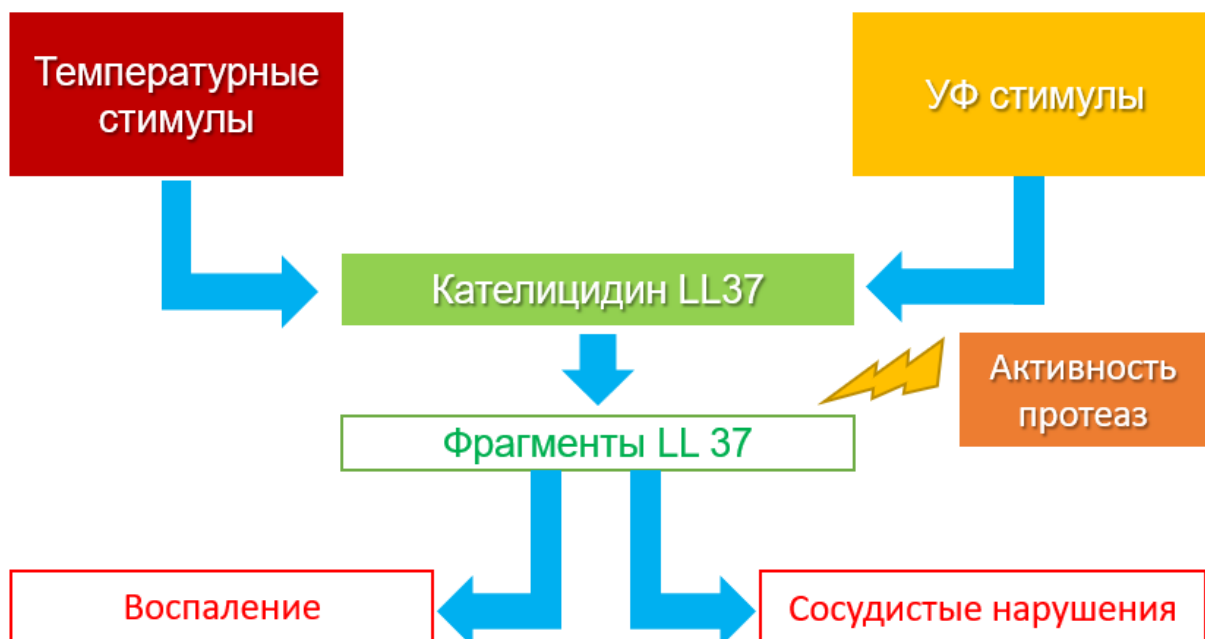 Температурные
стимулы
УФ стимулы
Кателицидин LL37
Активность
протеаз
Фрагменты LL 37
Воспаление
Сосудистые нарушения